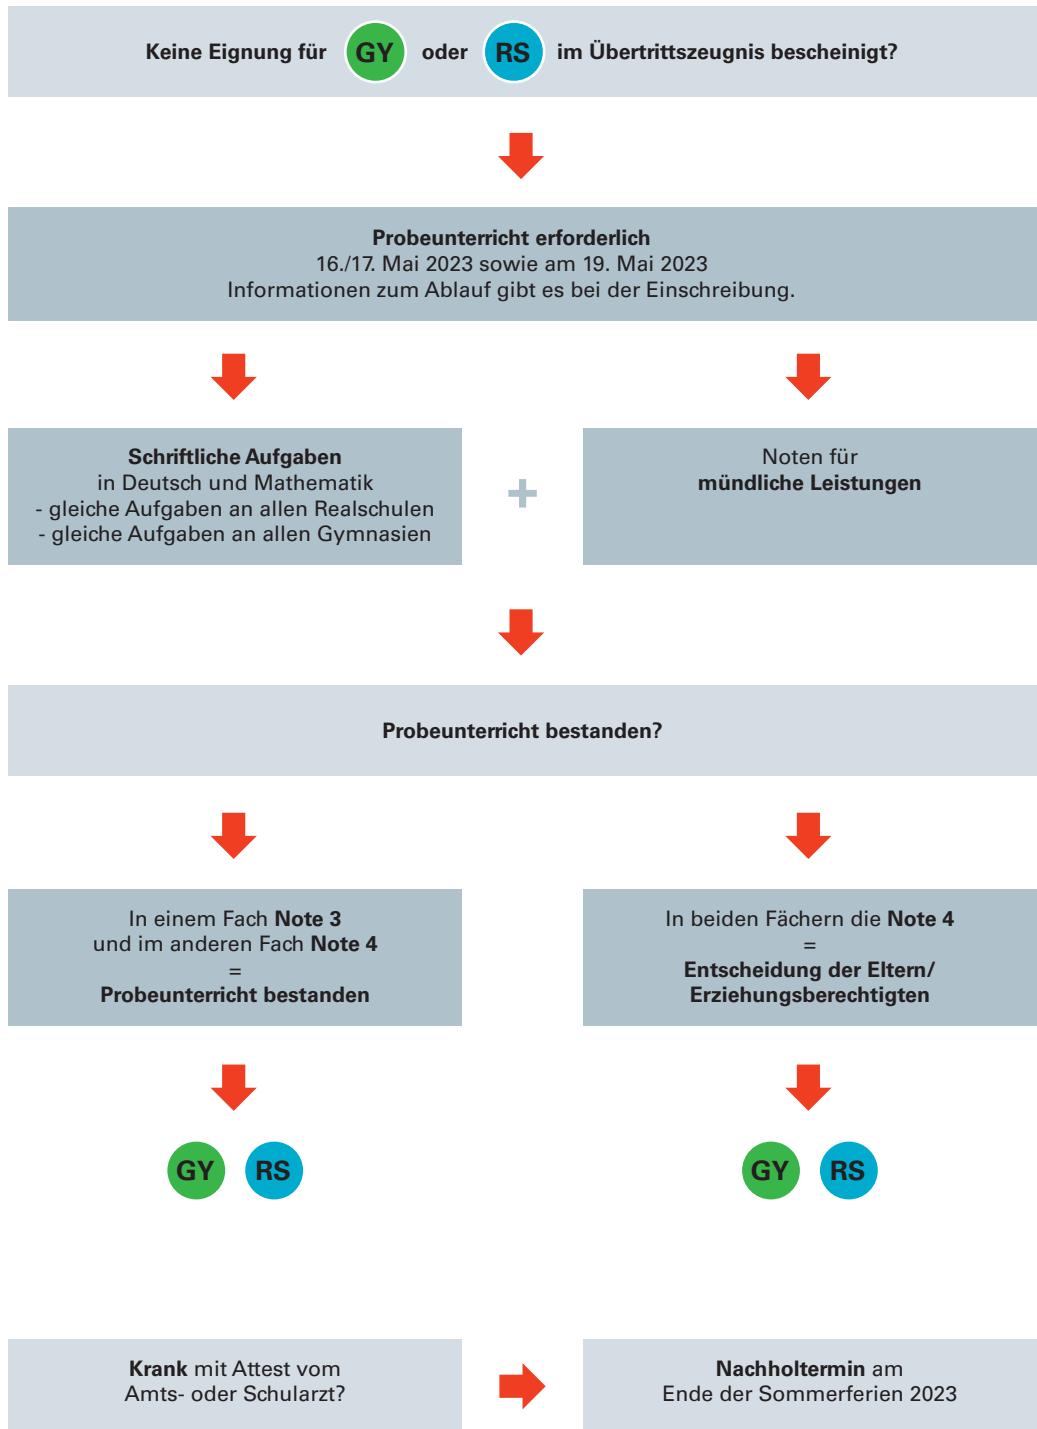 Keine Eignung für GY oder RS im Übertrittszeugnis bescheinigt?
Probeunterricht erforderlich
16./17. Mai 2023 sowie am 19. Mai 2023
Informationen zum Ablauf gibt es bei der Einschreibung.
Schriftliche Aufgaben
in Deutsch und Mathematik
- gleiche Aufgaben an allen Realschulen
- gleiche Aufgaben an allen Gymnasien
+
Noten für
mündliche Leistungen
Probeunterricht bestanden?
In einem Fach Note 3
und im anderen Fach Note 4
=
Probeunterricht bestanden
In beiden Fächern die Note 4
=
Entscheidung der Eltern/
Erziehungsberechtigten
GY RS
GY RS
Krank mit Attest vom
Amts- oder Schularzt?
Nachholtermin am
Ende der Sommerferien 2023